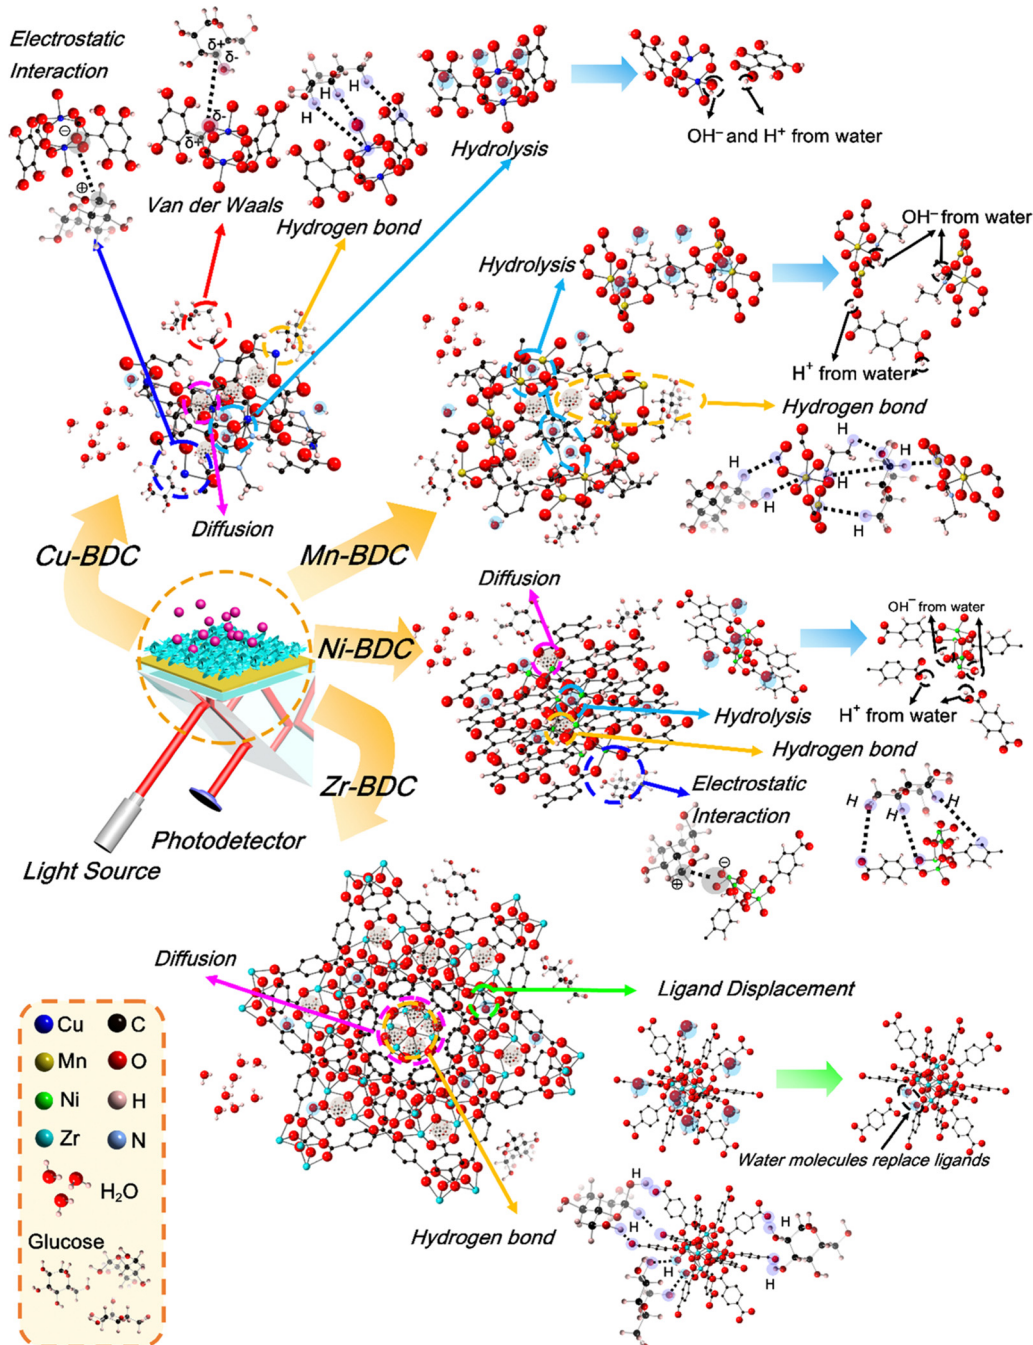 Electrostatic
Interaction
δ+
δ-
δ-
δ+
⊖
⊕
H
H
H
Van der Waals
Hydrogen bond
Hydrolysis
OH⁻ and H⁺ from water
Hydrolysis
OH⁻ from water
H⁺ from water
Hydrogen bond
H
H
H
H
H
Diffusion
Cu-BDC
Mn-BDC
Ni-BDC
Zr-BDC
Light Source
Photodetector
Diffusion
Hydrolysis
Hydrogen bond
Electrostatic
Interaction
OH⁻ from water
H⁺ from water
⊖
⊕
H
H
H
Diffusion
Ligand Displacement
Water molecules replace ligands
Hydrogen bond
H
H
H
H
H
Cu
C
Mn
O
Ni
H
Zr
N
H₂O
Glucose